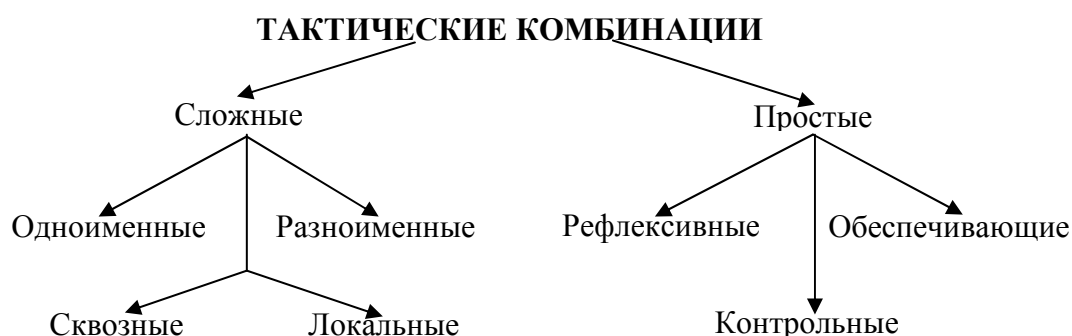 ТАКТИЧЕСКИЕ КОМБИНАЦИИ
Сложные Простые
Одноименные Разноименные Рефлексивные Обеспечивающие
Сквозные Локальные Контрольные